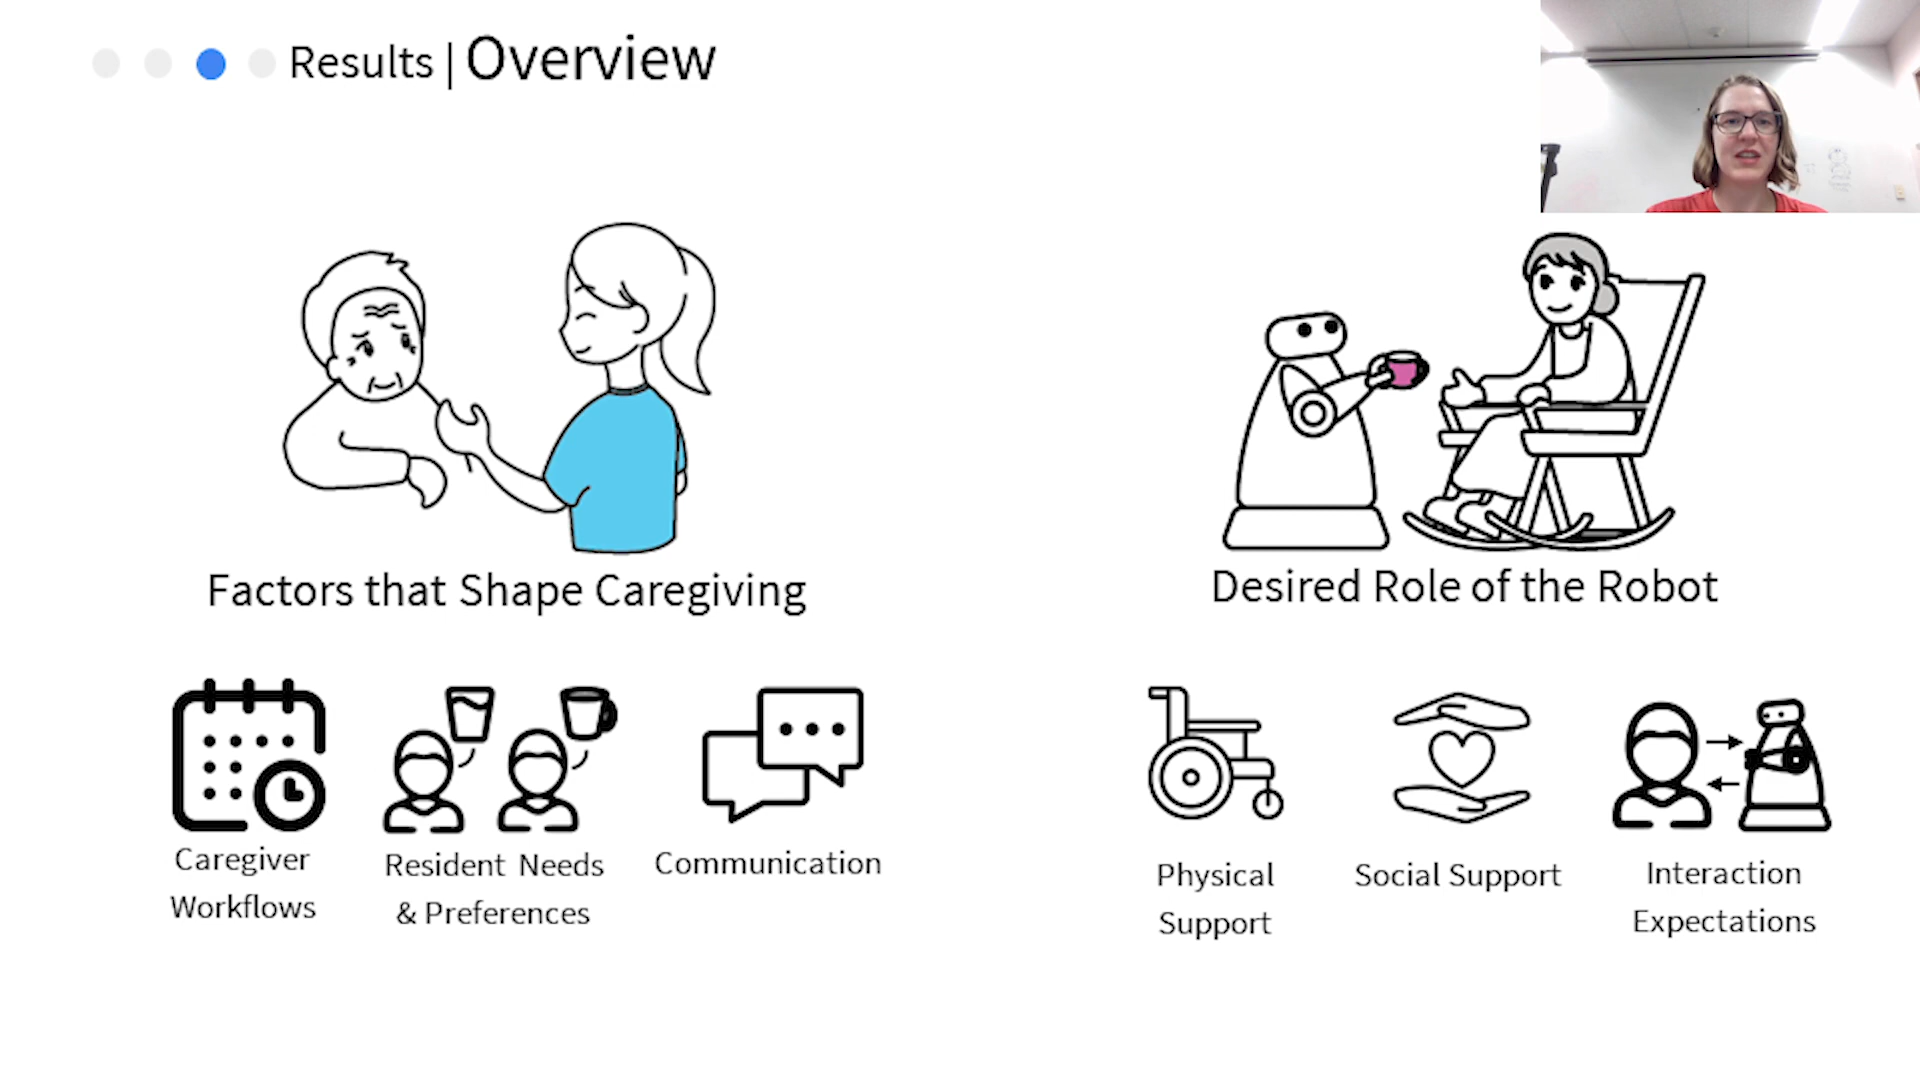 Results | Overview
Factors that Shape Caregiving
Caregiver
Workflows
Resident Needs
& Preferences
Communication
Desired Role of the Robot
Physical
Support
Social Support
Interaction
Expectations